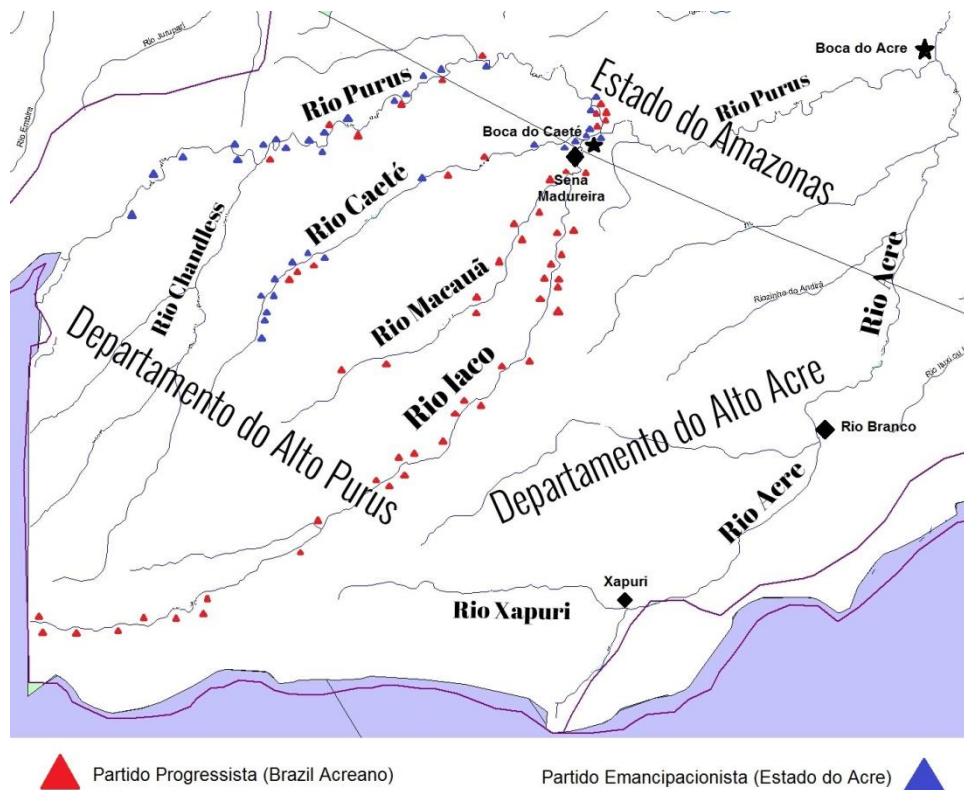 Rio Jurupari
Boca do Acre
Rio Embira
Rio Purus
Estado do Amazonas
Rio Purus
Boca do Caeté
Sena
Madureira
Rio Caeté
Rio Chandless
Rio Macauã
Riozinho do Andirá
Rio Acre
Departamento do Alto Purus
Rio Iaco
Departamento do Alto Acre
Rio Branco
Rio Acre
Xapuri
Rio Xapuri
Partido Progressista (Brazil Acreano)
Partido Emancipacionista (Estado do Acre)